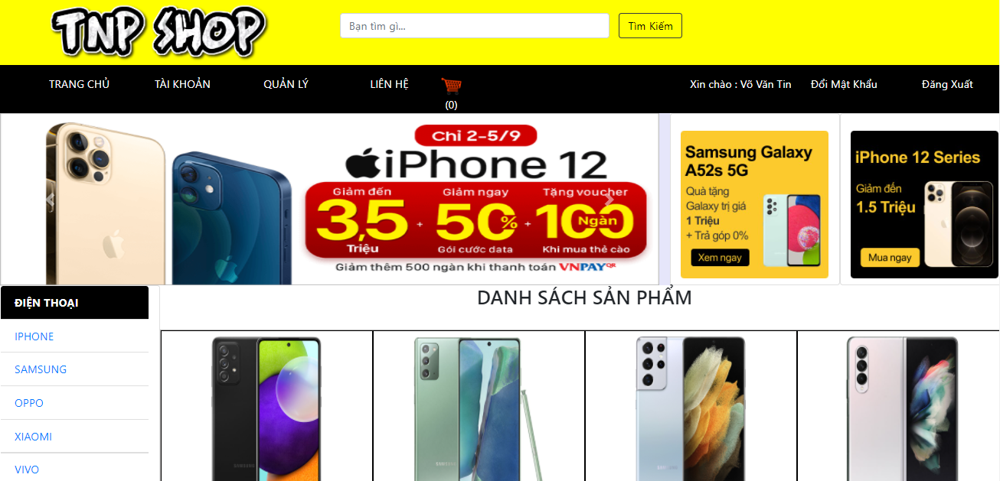 TNP SHOP
Bạn tìm gì...
Tìm Kiếm
TRANG CHỦ
TÀI KHOẢN
QUẢN LÝ
LIÊN HỆ
(0)
Xin chào : Võ Văn Tin
Đổi Mật Khẩu
Đăng Xuất
Chỉ 2-5/9
iPhone 12
Giảm đến
3,5
Triệu
+
Giảm ngay
50%
Gói cước data
+
Tặng voucher
100
Ngàn
Khi mua thẻ cào
Giảm thêm 500 ngàn khi thanh toán VNPAYQR
Samsung Galaxy
A52s 5G
Quà tặng
Galaxy trị giá
1 Triệu
+ Trả góp 0%
Xem ngay
iPhone 12 Series
Giảm đến
1.5 Triệu
Mua ngay
ĐIỆN THOẠI
IPHONE
SAMSUNG
OPPO
XIAOMI
VIVO
DANH SÁCH SẢN PHẨM
SAMSUNG
SAMSUNG
SAMSUNG